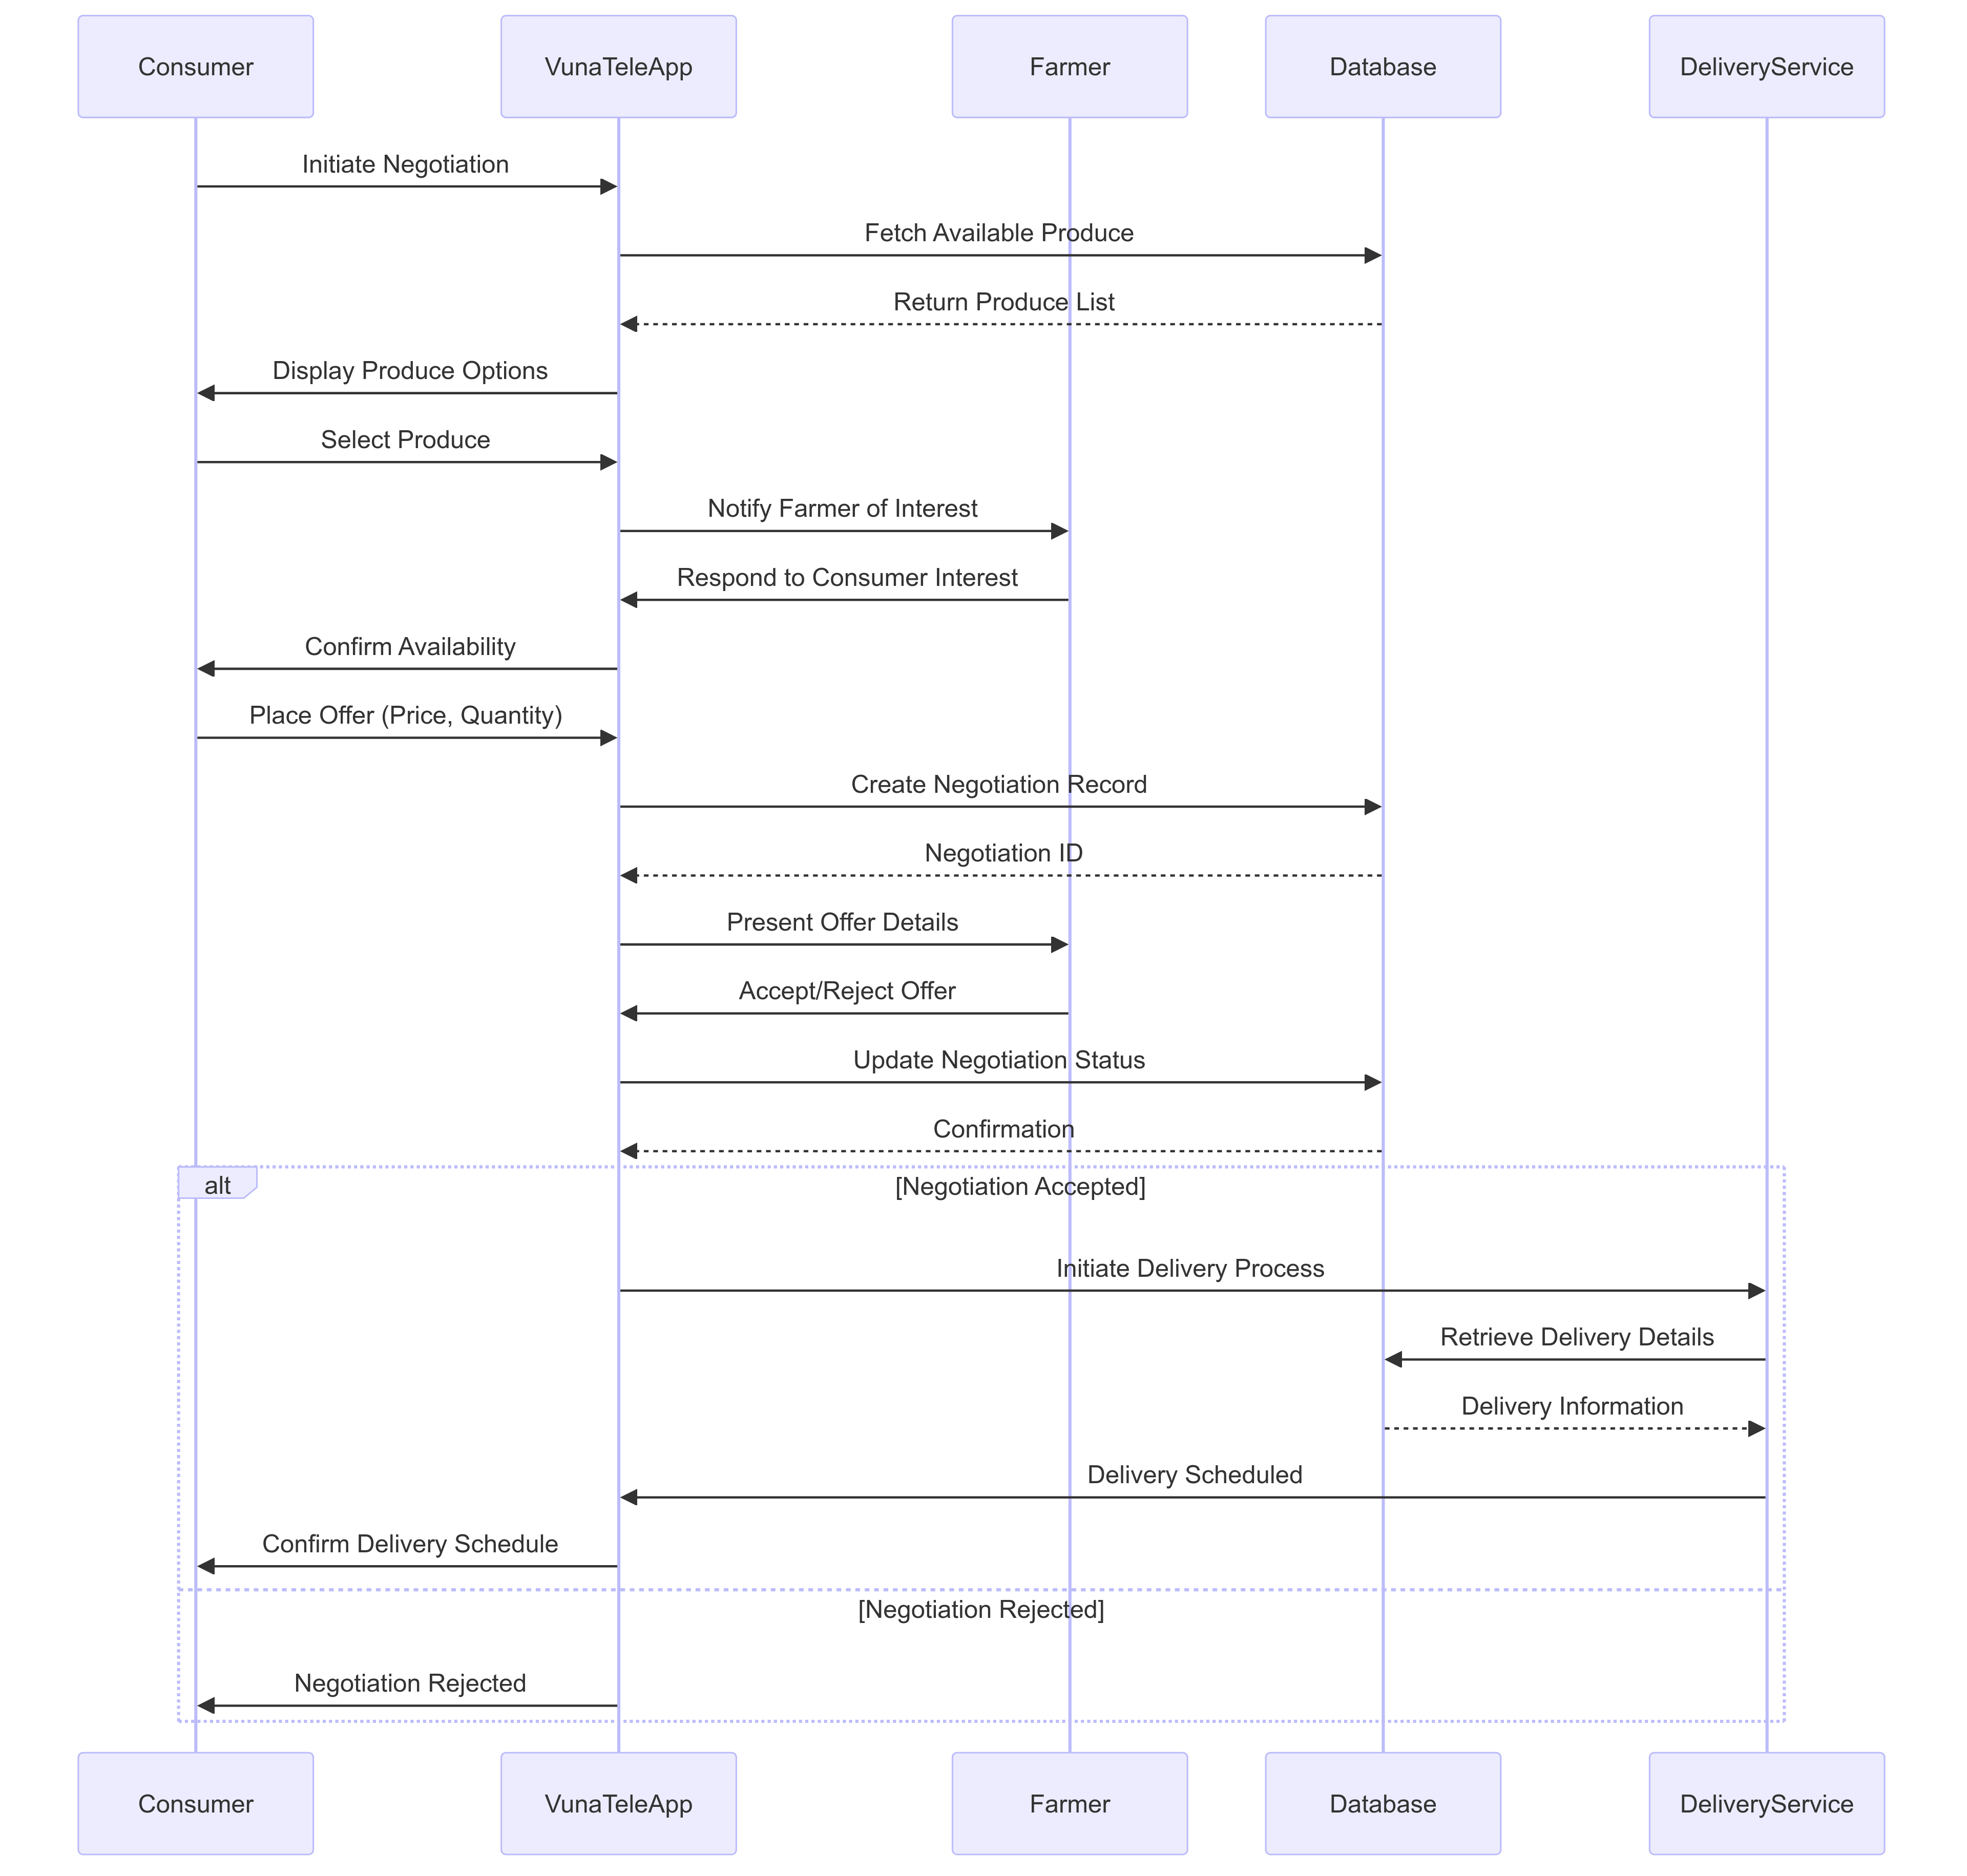 Consumer
VunaTeleApp
Farmer
Database
DeliveryService
Initiate Negotiation
Fetch Available Produce
Return Produce List
Display Produce Options
Select Produce
Notify Farmer of Interest
Respond to Consumer Interest
Confirm Availability
Place Offer (Price, Quantity)
Create Negotiation Record
Negotiation ID
Present Offer Details
Accept/Reject Offer
Update Negotiation Status
Confirmation
alt
[Negotiation Accepted]
Initiate Delivery Process
Retrieve Delivery Details
Delivery Information
Delivery Scheduled
Confirm Delivery Schedule
[Negotiation Rejected]
Negotiation Rejected
Consumer
VunaTeleApp
Farmer
Database
DeliveryService